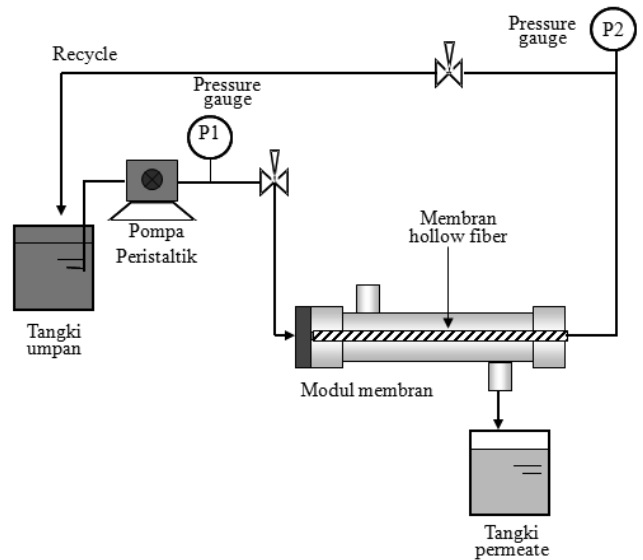 Pressure
gauge
P2
Recycle
Pressure
gauge
P1
Pompa
Peristaltik
Membran
hollow fiber
Tangki
umpan
Modul membran
Tangki
permeate